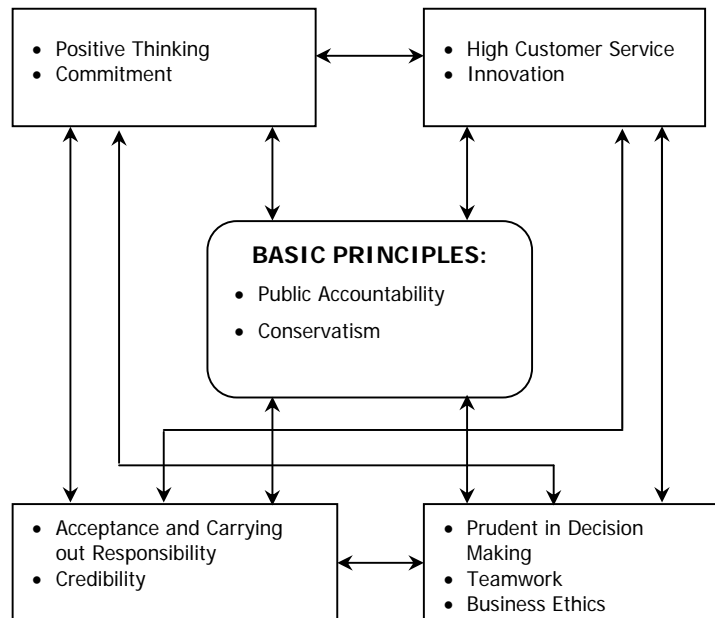 • Positive Thinking
• Commitment
• High Customer Service
• Innovation
BASIC PRINCIPLES:
• Public Accountability
• Conservatism
• Acceptance and Carrying
out Responsibility
• Credibility
• Prudent in Decision
Making
• Teamwork
• Business Ethics